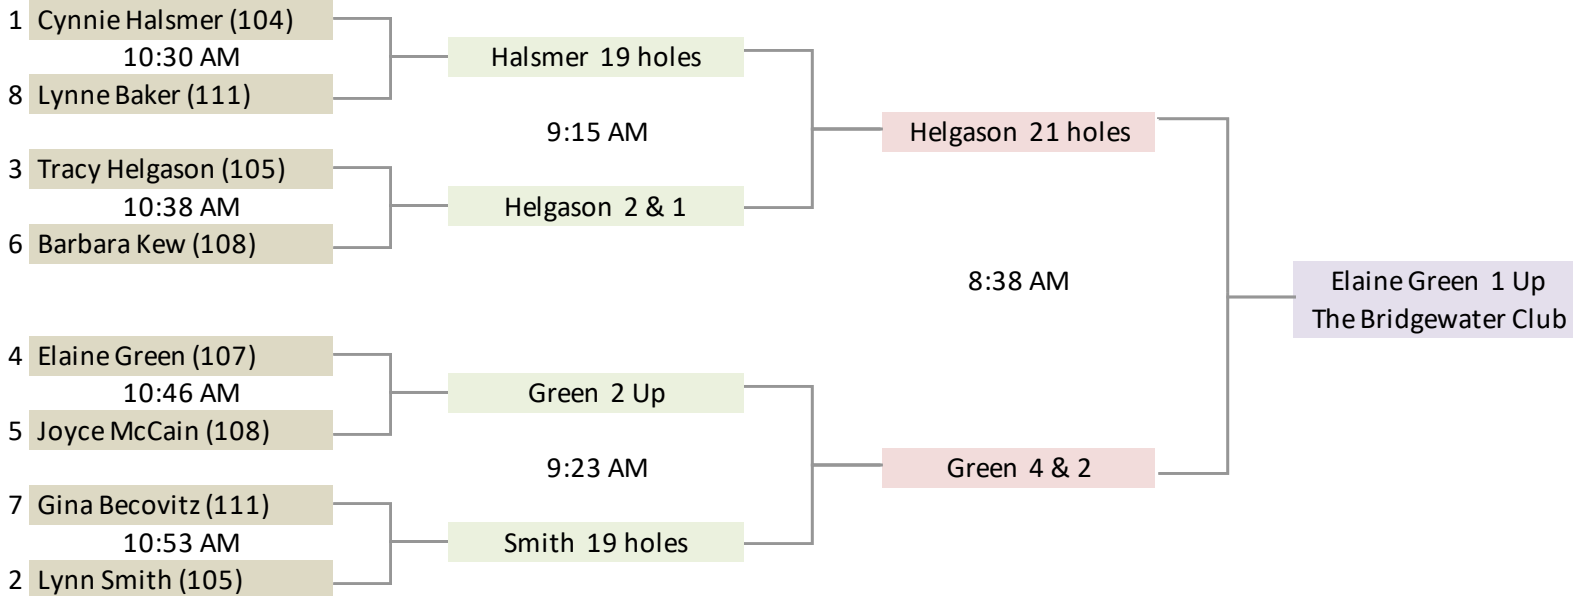 1 Cynnie Halsmer (104)
10:30 AM
8 Lynne Baker (111)
Halsmer 19 holes
9:15 AM
3 Tracy Helgason (105)
10:38 AM
6 Barbara Kew (108)
Helgason 2 & 1
Helgason 21 holes
8:38 AM
4 Elaine Green (107)
10:46 AM
5 Joyce McCain (108)
Green 2 Up
9:23 AM
7 Gina Becovitz (111)
10:53 AM
2 Lynn Smith (105)
Smith 19 holes
Green 4 & 2
Elaine Green 1 Up
The Bridgewater Club